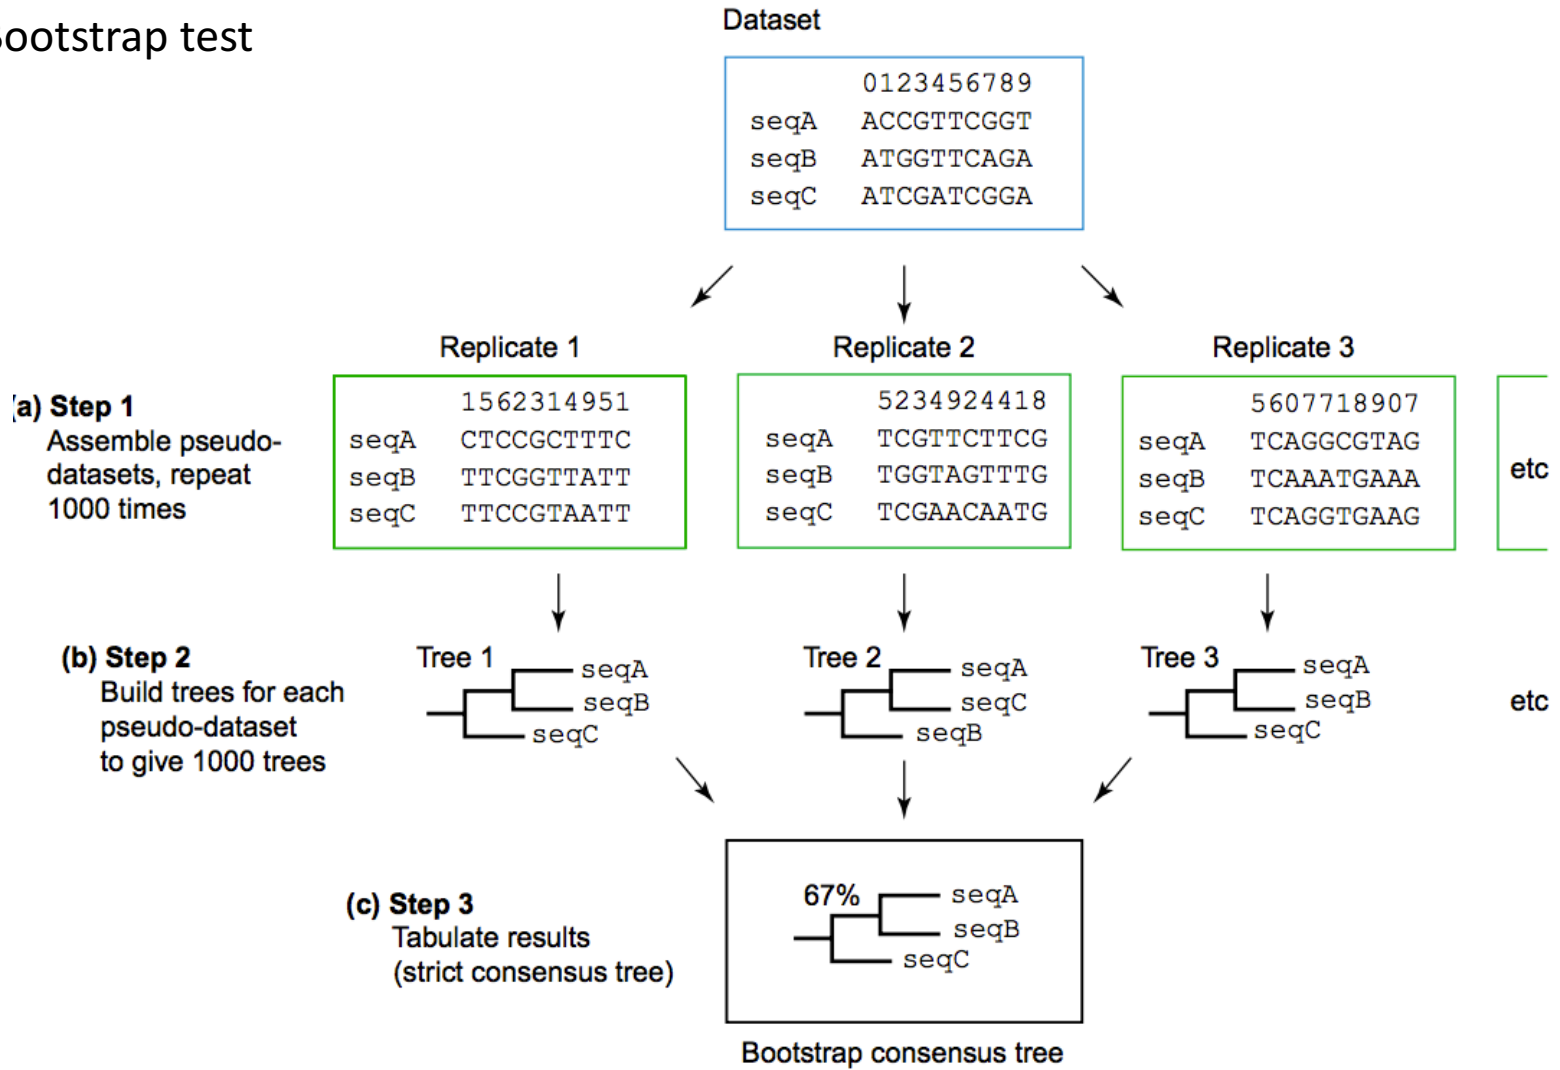 ootstrap test
Dataset
0123456789
seqA ACCGTTCGGT
seqB ATGGTTCAGA
seqC ATCGATCGGA
Replicate 1
Replicate 2
Replicate 3
(a) Step 1
Assemble pseudo-
datasets, repeat
1000 times
1562314951
seqA CTCCGCTTTC
seqB TTCGGTTATT
seqC TTCCGTAATT
5234924418
seqA TCGTTCTTCG
seqB TGGTAGTTTG
seqC TCGAACAATG
5607718907
seqA TCAGGCGTAG
seqB TCAAATGAAA
seqC TCAGGTGAAG
etc
(b) Step 2
Build trees for each
pseudo-dataset
to give 1000 trees
Tree 1
seqA
seqB
seqC
Tree 2
seqA
seqC
seqB
Tree 3
seqA
seqB
seqC
etc
(c) Step 3
Tabulate results
(strict consensus tree)
67%
seqA
seqB
seqC
Bootstrap consensus tree